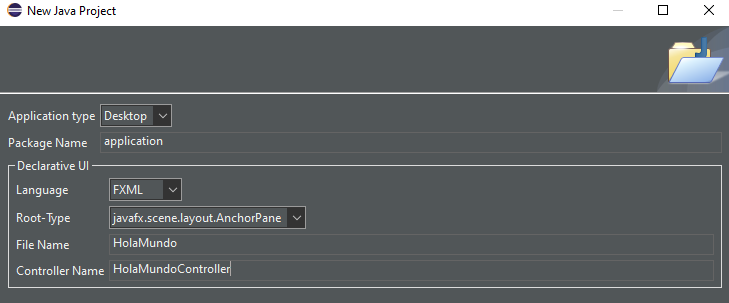 New Java Project
Application type Desktop
Package Name application
Declarative UI
Language FXML
Root-Type javafx.scene.layout.AnchorPane
File Name HolaMundo
Controller Name HolaMundoController